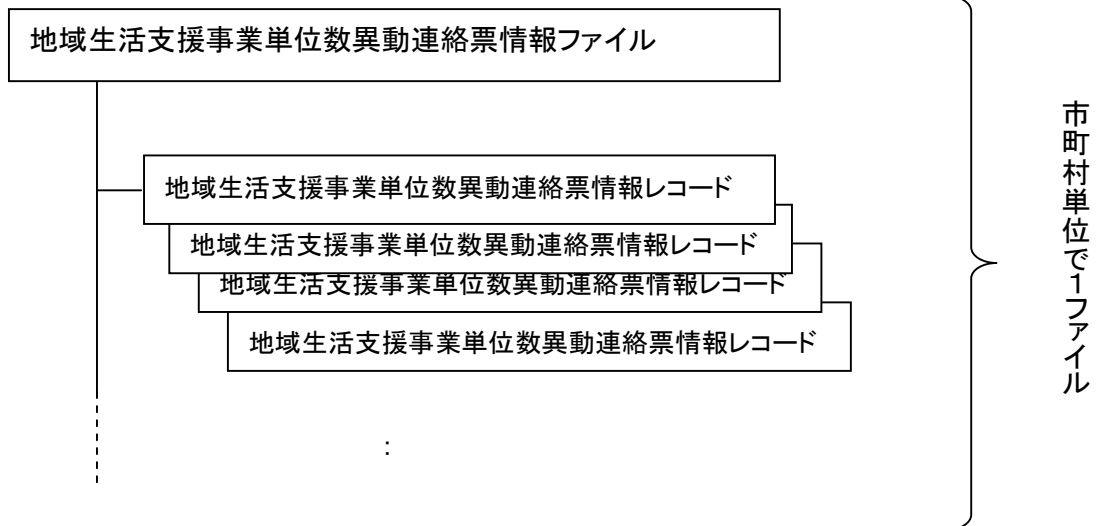 地域生活支援事業単位数異動連絡票情報ファイル
地域生活支援事業単位数異動連絡票情報レコード
地域生活支援事業単位数異動連絡票情報レコード
地域生活支援事業単位数異動連絡票情報レコード
地域生活支援事業単位数異動連絡票情報レコード
:
市町村単位で1ファイル